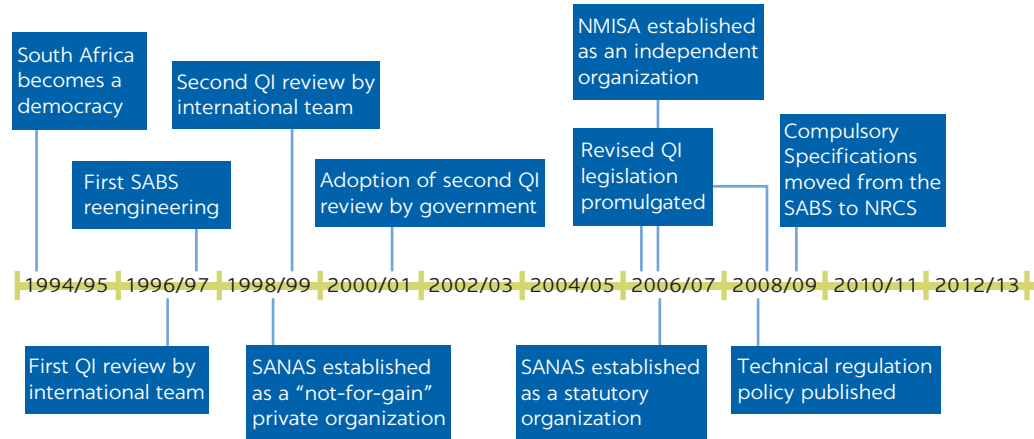 South Africa
becomes a
democracy
Second QI review by
international team
NMISA established
as an independent
organization
First SABS
reengineering
Adoption of second QI
review by government
Revised QI
legislation
promulgated
Compulsory
Specifications
moved from the
SABS to NRCS
1994/95 1996/97 1998/99 2000/01 2002/03 2004/05 2006/07 2008/09 2010/11 2012/13
First QI review by
international team
SANAS established
as a “not-for-gain”
private organization
SANAS established
as a statutory
organization
Technical regulation
policy published